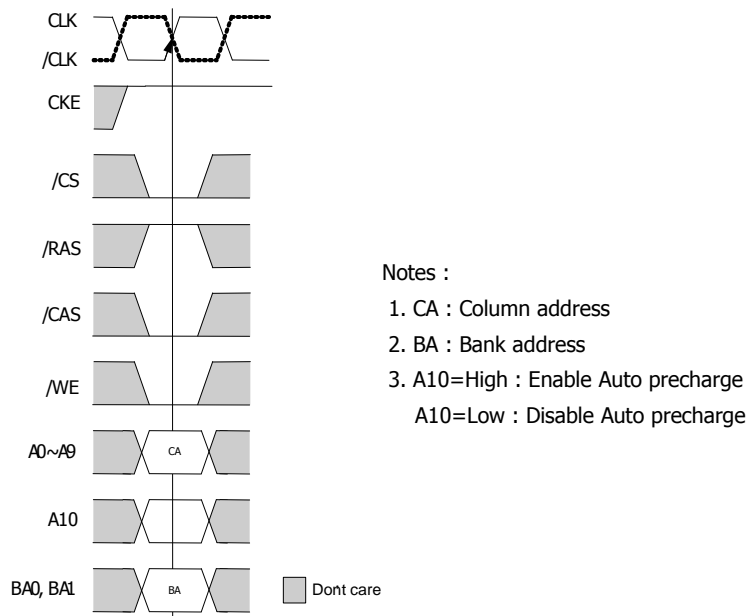 CLK
/CLK
CKE
/CS
/RAS
/CAS
/WE
A0~A9
CA
A10
BA0, BA1
BA
Dont care
Notes :
1. CA : Column address
2. BA : Bank address
3. A10=High : Enable Auto precharge
A10=Low : Disable Auto precharge